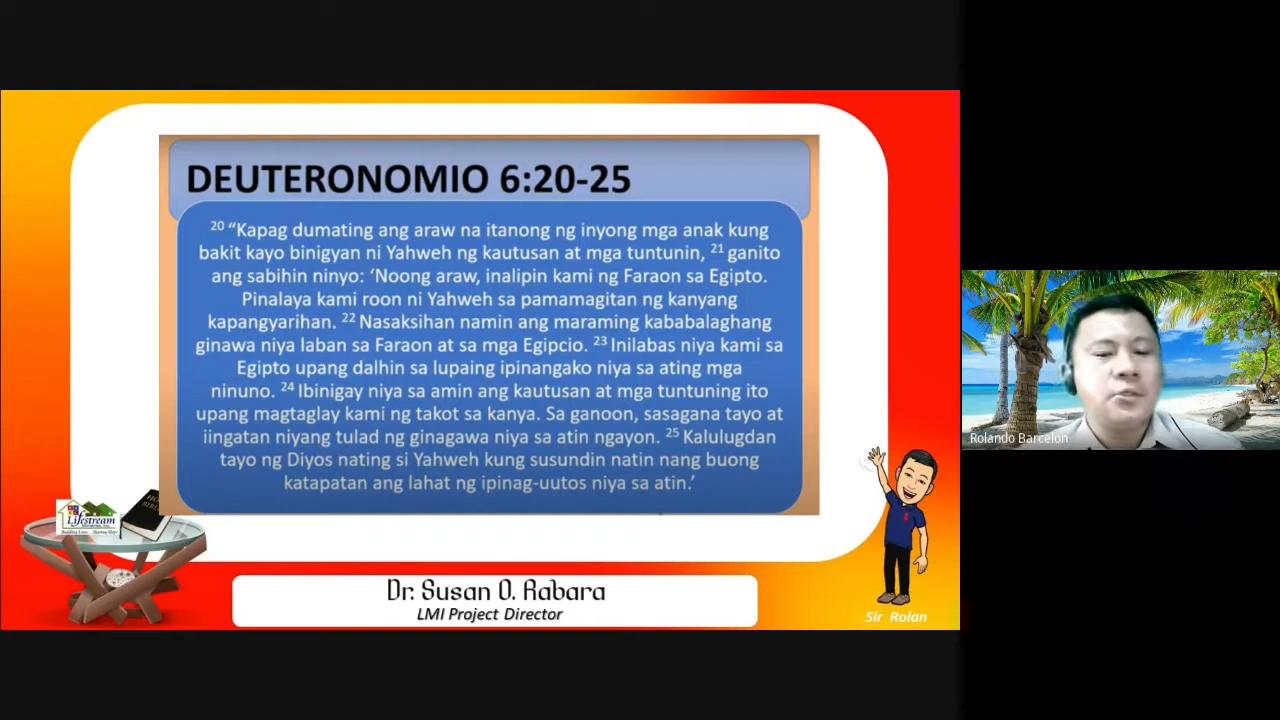 DEUTERONOMIO 6:20-25
20 “Kapag dumating ang araw na itanong ng inyong mga anak kung
bakit kayo binigyan ni Yahweh ng kautusan at mga tuntunin, 21 ganito
ang sabihin ninyo: ‘Noong araw, inalipin kami ng Faraon sa Egipto.
Pinalaya kami roon ni Yahweh sa pamamagitan ng kanyang
kapangyarihan. 22 Nasaksihan namin ang maraming kababalaghang
ginawa niya laban sa Faraon at sa mga Egipcio. 23 Inilabas niya kami sa
Egipto upang dalhin sa lupaing ipinangako niya sa ating mga
ninuno. 24 Ibinigay niya sa amin ang kautusan at mga tuntuning ito
upang magtaglay kami ng takot sa kanya. Sa ganoon, sasagana tayo at
iingatan niyang tulad ng ginagawa niya sa atin ngayon. 25 Kalulugdan
tayo ng Diyos nating si Yahweh kung susundin natin nang buong
katapatan ang lahat ng ipinag-uutos niya sa atin.’
Rolando Barcelon
HOLY
BIBLE
Lifestream
Dr. Susan O. Rabara
LMI Project Director
Sir Rolan